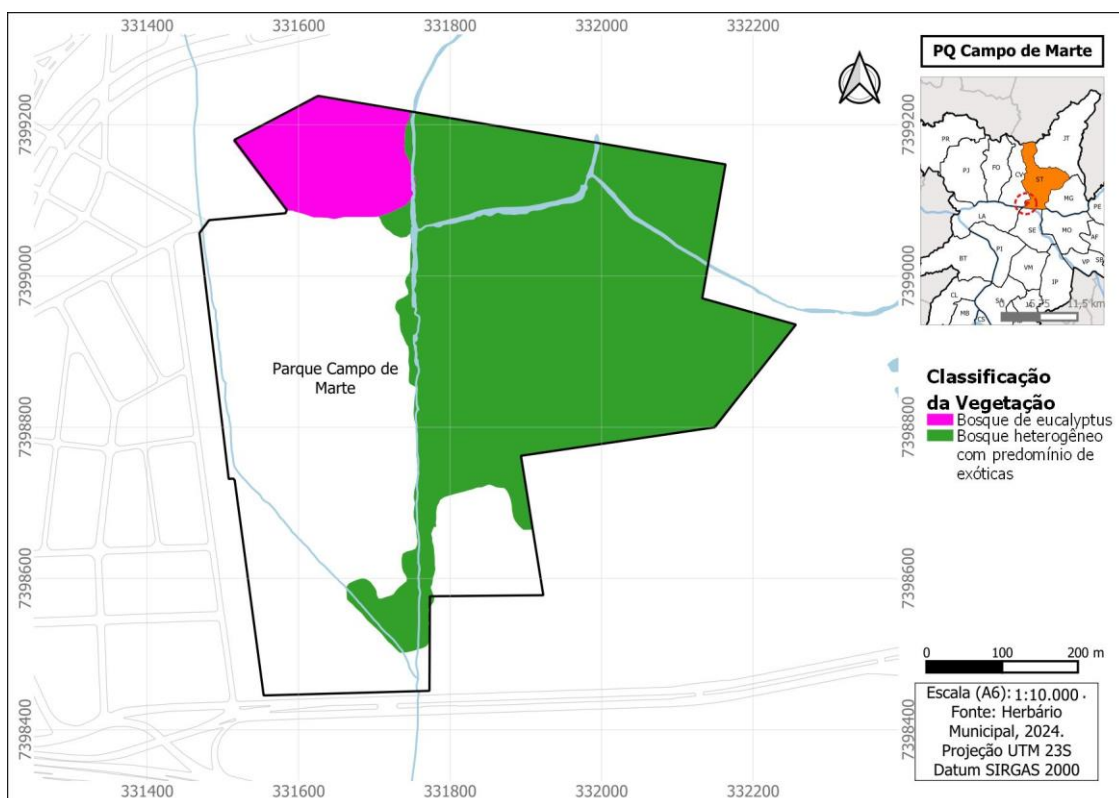 331400 331600 331800 332000 332200
PQ Campo de Marte
7399200 7399200
7399000 7399000
7398800 7398800
7398600 7398600
7398400 7398400
Parque Campo de
Marte
JT
PR
FO
CV
PJ
ST
MG
PE
LA
SE
MO
AF
PI
BT
VM
VP
IP
CL
SA
MB
CS
11,5 km
Classificação
da Vegetação
Bosque de eucalyptus
Bosque heterogêneo
com predomínio de
exóticas
0 100 200 m
Escala (A6): 1:10.000.
Fonte: Herbário
Municipal, 2024.
Projeção UTM 23S
Datum SIRGAS 2000
331400 331600 331800 332000 332200